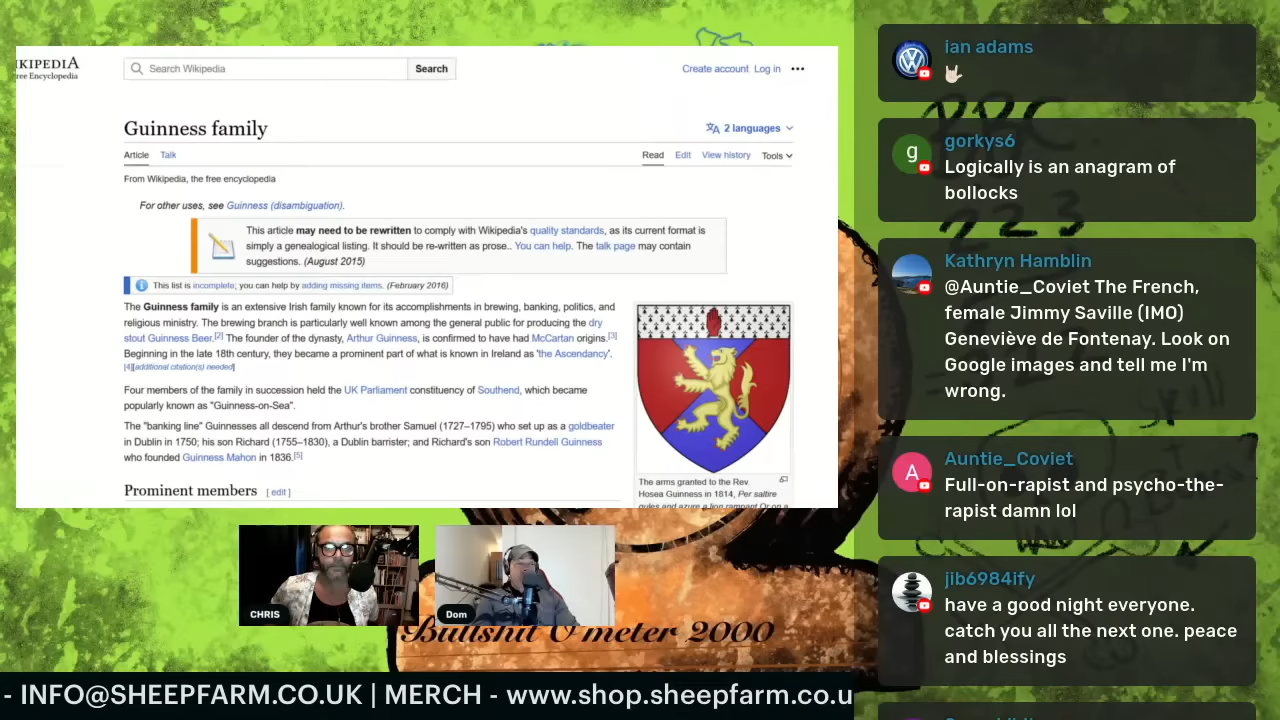 IKIPEDIA
ree Encyclopedia
Search Wikipedia
Search
Create account Log in
Guinness family
2 languages
Article Talk
Read Edit View history Tools
From Wikipedia, the free encyclopedia
For other uses, see Guinness (disambiguation).
This article may need to be rewritten to comply with Wikipedia's quality standards, as its current format is
simply a genealogical listing. It should be re-written as prose.. You can help. The talk page may contain
suggestions. (August 2015)
This list is incomplete; you can help by adding missing items. (February 2016)
The Guinness family is an extensive Irish family known for its accomplishments in brewing, banking, politics, and
religious ministry. The brewing branch is particularly well known among the general public for producing the dry
stout Guinness Beer.[2] The founder of the dynasty, Arthur Guinness, is confirmed to have had McCartan origins.[3]
Beginning in the late 18th century, they became a prominent part of what is known in Ireland as 'the Ascendancy'.
[4][additional citation(s) needed]
Four members of the family in succession held the UK Parliament constituency of Southend, which became
popularly known as "Guinness-on-Sea".
The "banking line" Guinnesses all descend from Arthur's brother Samuel (1727–1795) who set up as a goldbeater
in Dublin in 1750; his son Richard (1755–1830), a Dublin barrister; and Richard's son Robert Rundell Guinness
who founded Guinness Mahon in 1836.[5]
Prominent members [ edit ]
The arms granted to the Rev.
Hosea Guinness in 1814, Per saltire
gules and azure a lion rampant Or on a
CHRIS
Dom
Bullshit O meter 2000
- INFO@SHEEPFARM.CO.UK | MERCH - www.shop.sheepfarm.co.u
ian adams
gorkys6
g
Logically is an anagram of
bollocks
Kathryn Hamblin
@Auntie_Coviet The French,
female Jimmy Saville (IMO)
Geneviève de Fontenay. Look on
Google images and tell me I'm
wrong.
Auntie_Coviet
A
Full-on-rapist and psycho-the-
rapist damn lol
jib6984ify
have a good night everyone.
catch you all the next one. peace
and blessings